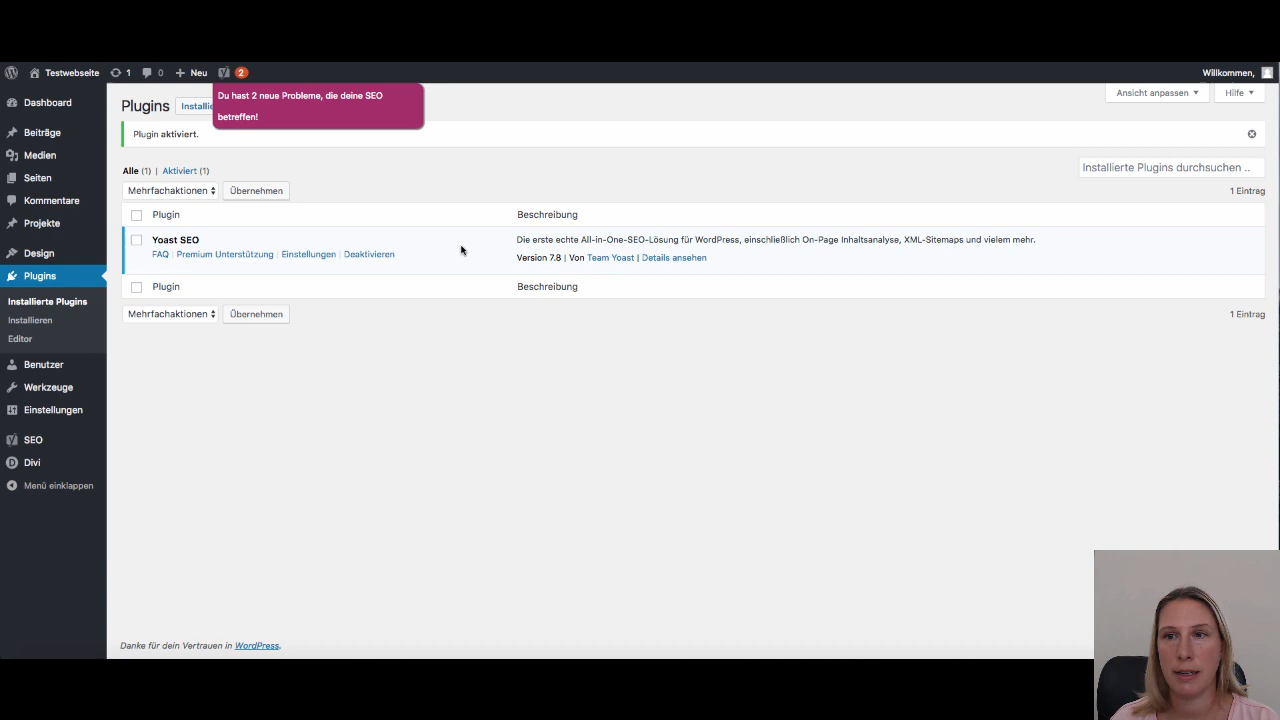 Testwebseite 1 0 Neu 2 Willkommen,
Du hast 2 neue Probleme, die deine SEO
betreffen!
Ansicht anpassen Hilfe
Plugins
Plugin aktiviert.
Alle (1) | Aktiviert (1)
Installierte Plugins durchsuchen ..
Mehrfachaktionen Übernehmen
1 Eintrag
Plugin Beschreibung
Yoast SEO
FAQ | Premium Unterstützung | Einstellungen | Deaktivieren
Die erste echte All-in-One-SEO-Lösung für WordPress, einschließlich On-Page Inhaltsanalyse, XML-Sitemaps und vielem mehr.
Version 7.8 | Von Team Yoast | Details ansehen
Plugin Beschreibung
Mehrfachaktionen Übernehmen
1 Eintrag
Dashboard
Beiträge
Medien
Seiten
Kommentare
Projekte
Design
Plugins
Installierte Plugins
Installieren
Editor
Benutzer
Werkzeuge
Einstellungen
SEO
D Divi
Menü einklappen
Danke für dein Vertrauen in WordPress.